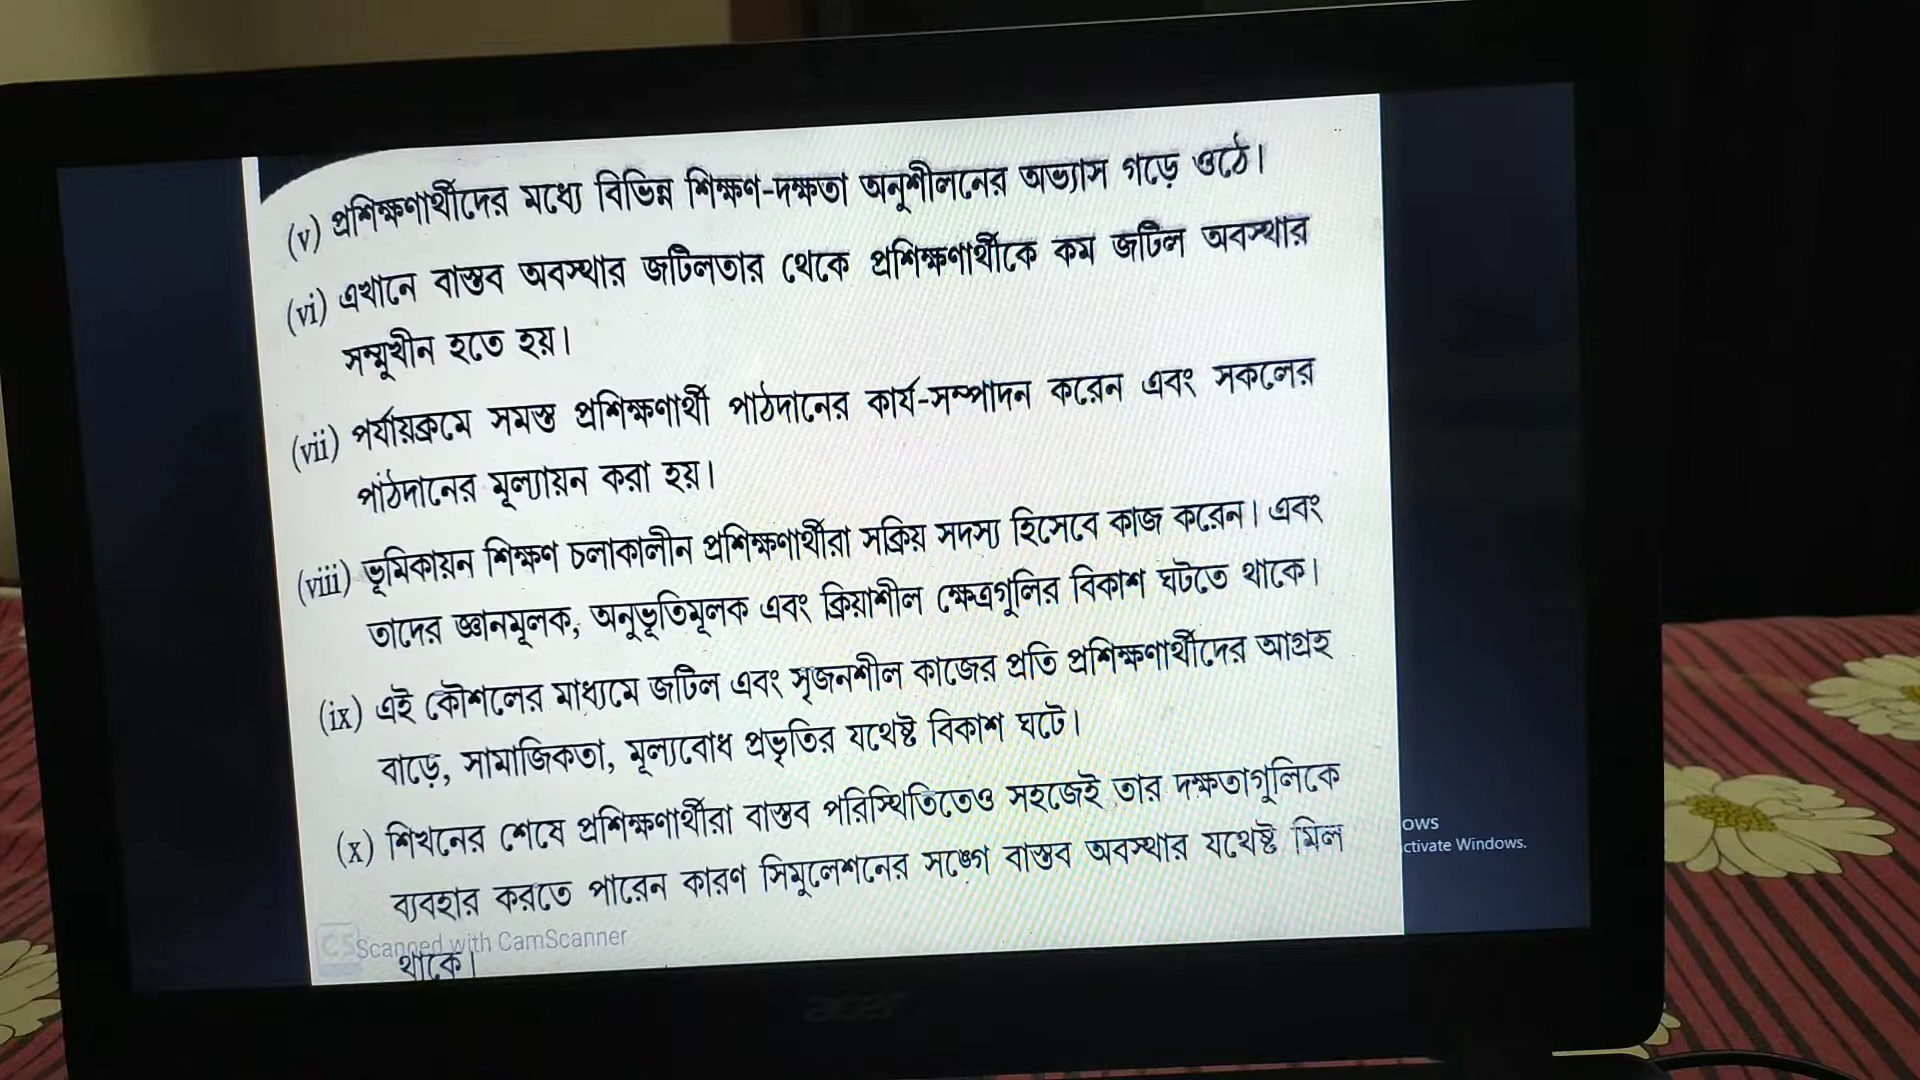 (v) প্রশিক্ষণার্থীদের মধ্যে বিভিন্ন শিক্ষণ-দক্ষতা অনুশীলনের অভ্যাস গড়ে ওঠে।
(vi) এখানে বাস্তব অবস্থার জটিলতার থেকে প্রশিক্ষণার্থীকে কম জটিল অবস্থার
সম্মুখীন হতে হয়।
(vii) পর্যায়ক্রমে সমস্ত প্রশিক্ষণার্থী পাঠদানের কার্য-সম্পাদন করেন এবং সকলের
পাঠদানের মূল্যায়ন করা হয়।
(viii) ভূমিকায়ন শিক্ষণ চলাকালীন প্রশিক্ষণার্থীরা সক্রিয় সদস্য হিসেবে কাজ করেন। এবং
তাদের জ্ঞানমূলক, অনুভূতিমূলক এবং ক্রিয়াশীল ক্ষেত্রগুলির বিকাশ ঘটতে থাকে।
(ix) এই কৌশলের মাধ্যমে জটিল এবং সৃজনশীল কাজের প্রতি প্রশিক্ষণার্থীদের আগ্রহ
বাড়ে, সামাজিকতা, মূল্যবোধ প্রভৃতির যথেষ্ট বিকাশ ঘটে।
(x) শিখনের শেষে প্রশিক্ষণার্থীরা বাস্তব পরিস্থিতিতেও সহজেই তার দক্ষতাগুলিকে
ব্যবহার করতে পারেন কারণ সিমুলেশনের সঙ্গে বাস্তব অবস্থার যথেষ্ট মিল
থাকে।
CS Scanned with CamScanner
ows
ctivate Windows.
acer